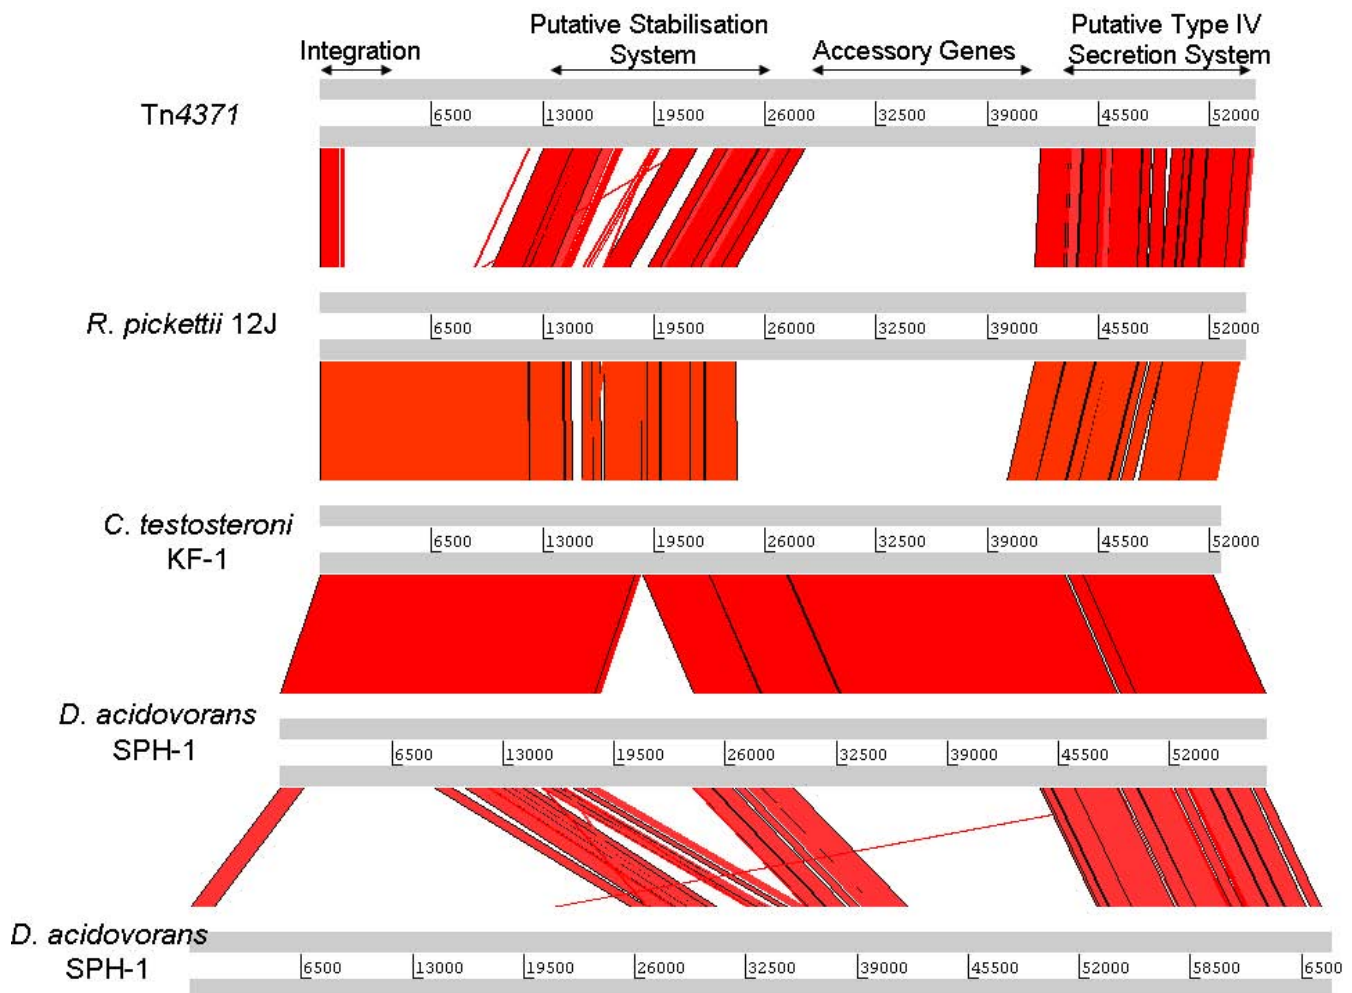 Integration
Putative Stabilisation
System
Accessory Genes
Putative Type IV
Secretion System
Tn4371
6500 13000 19500 26000 32500 39000 45500 52000
R. pickettii 12J
6500 13000 19500 26000 32500 39000 45500 52000
C. testosteroni
KF-1
6500 13000 19500 26000 32500 39000 45500 52000
D. acidovorans
SPH-1
6500 13000 19500 26000 32500 39000 45500 52000
D. acidovorans
SPH-1
6500 13000 19500 26000 32500 39000 45500 52000 58500 6500